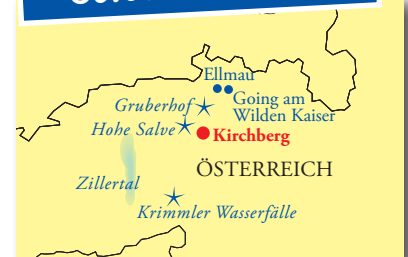 Ellmau
Going am
Wilden Kaiser
Gruberhof
Hohe Salve
Kirchberg
ÖSTERREICH
Zillertal
Krimmler Wasserfälle